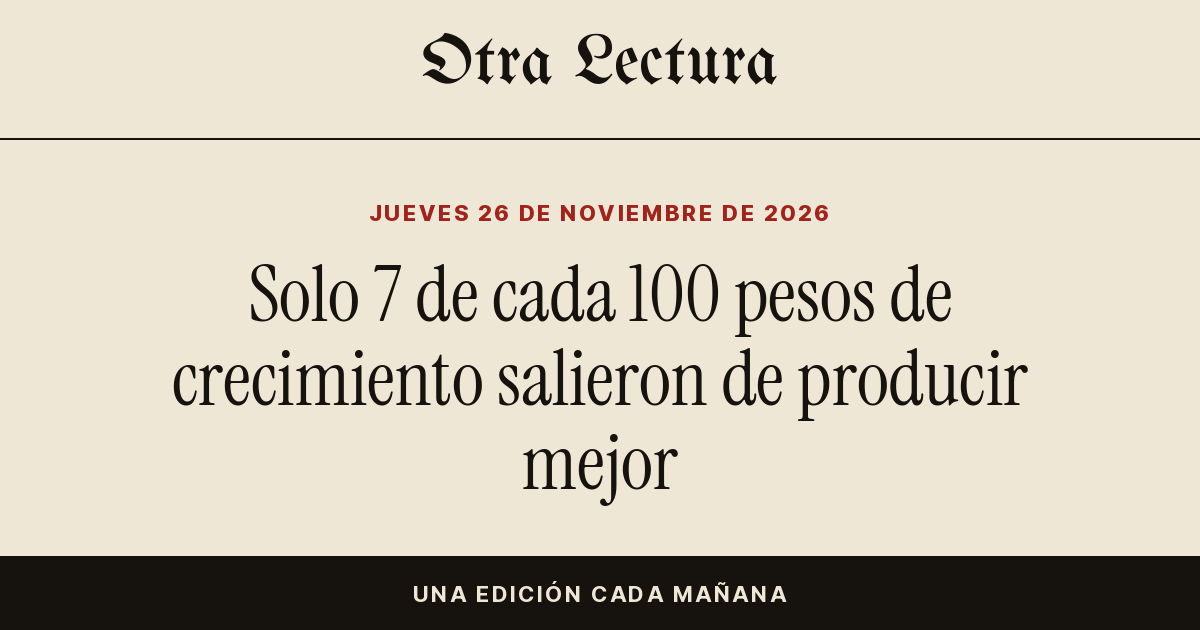 Otra Lectura
JUEVES 26 DE NOVIEMBRE DE 2026
Solo 7 de cada 100 pesos de
crecimiento salieron de producir
mejor
UNA EDICIÓN CADA MAÑANA